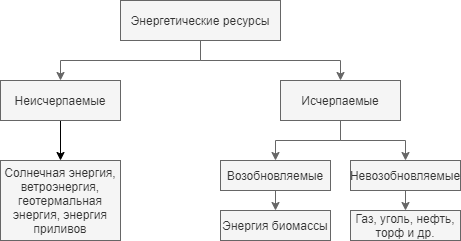 Энергетические ресурсы
Неисчерпаемые
Исчерпаемые
Солнечная энергия,
ветроэнергия,
геотермальная
энергия, энергия
приливов
Возобновляемые
Невозобновляемые
Энергия биомассы
Газ, уголь, нефть,
торф и др.